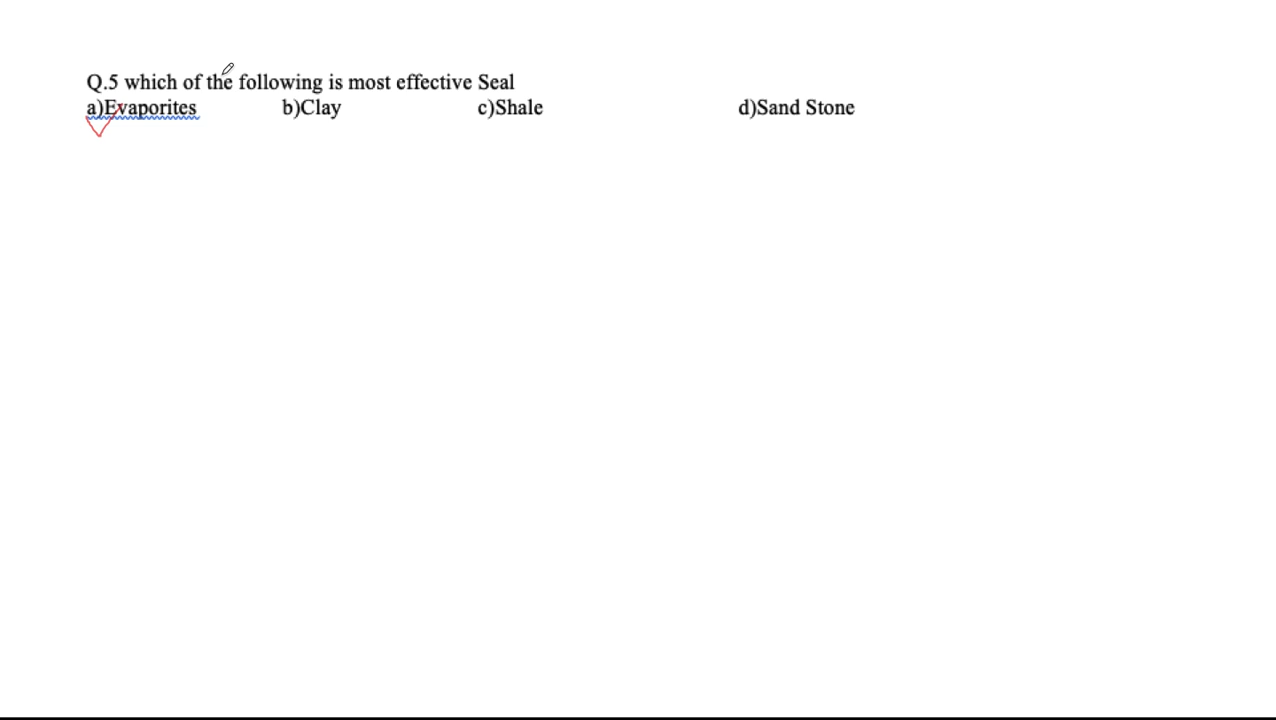 Q.5 which of the following is most effective Seal
a)Evaporites b)Clay c)Shale d)Sand Stone